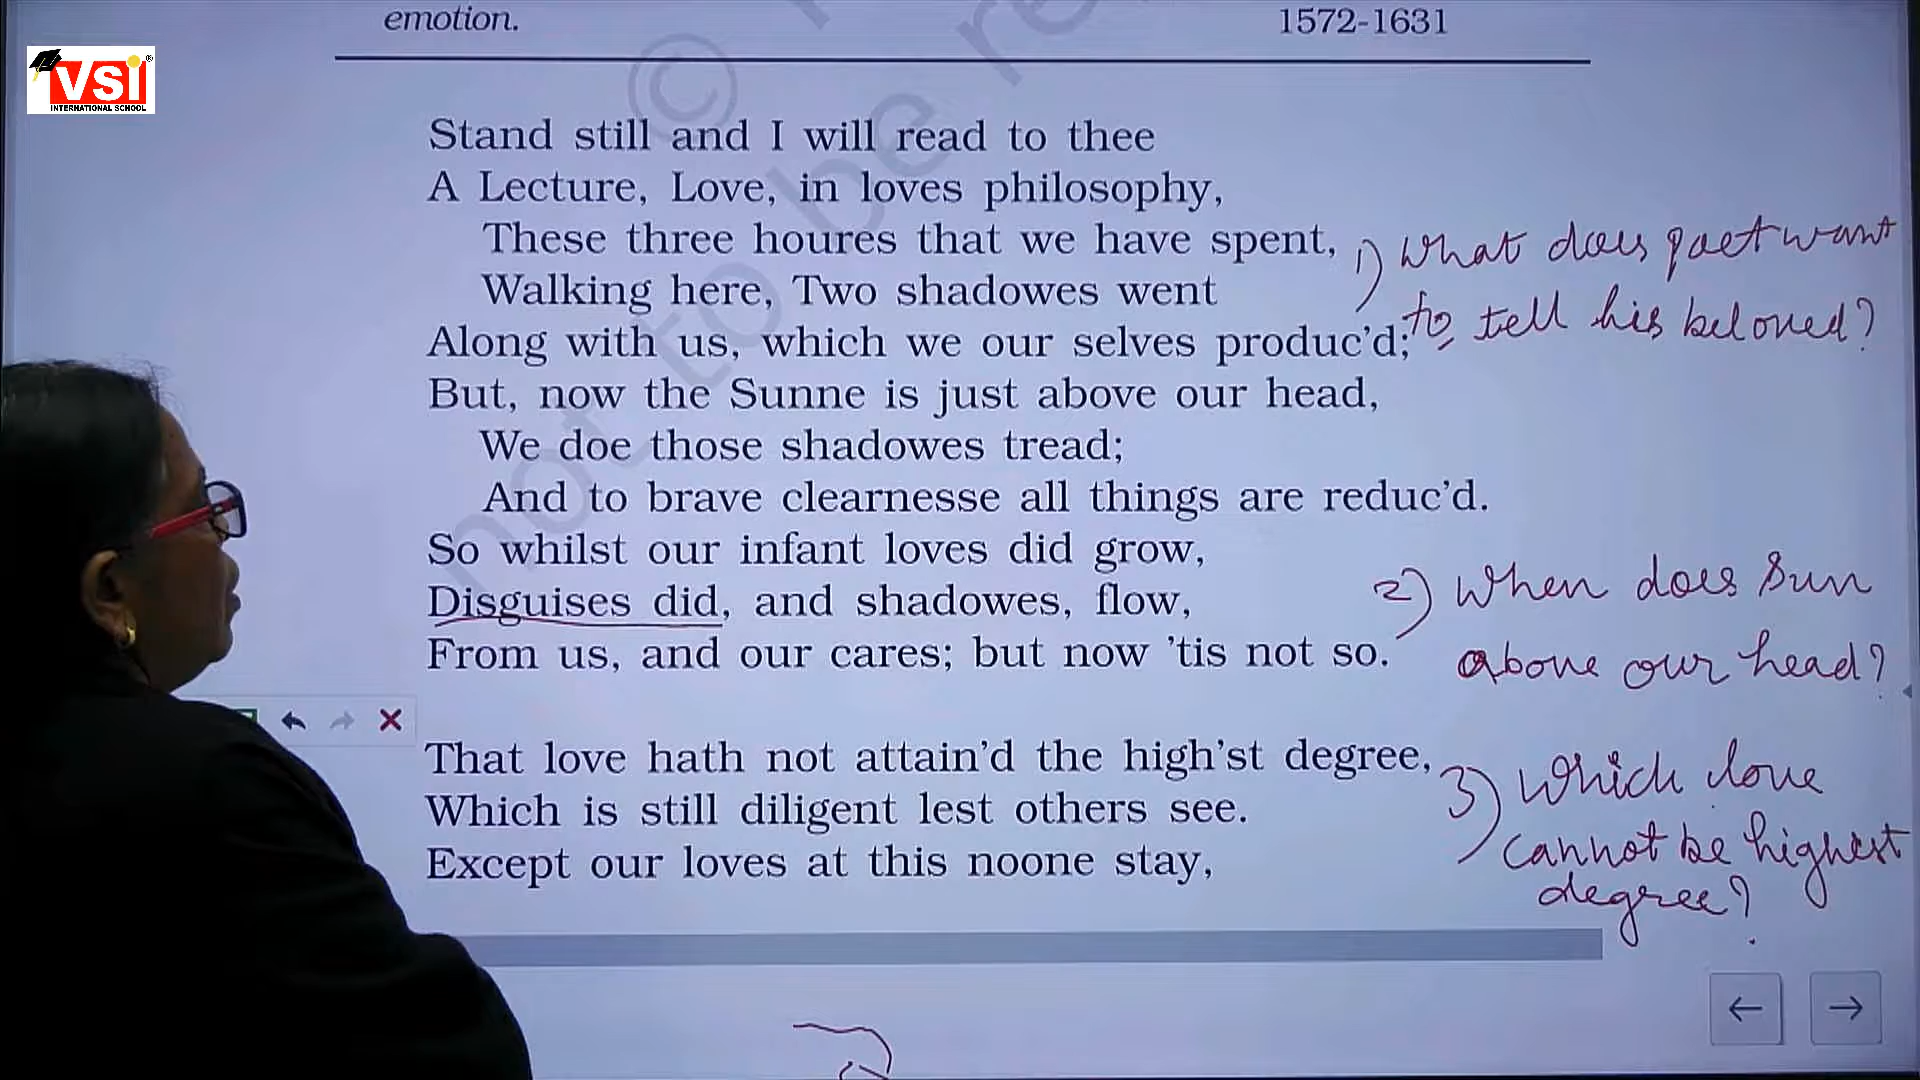 emotion.
1572-1631
VSI
INTERNATIONAL SCHOOL
Stand still and I will read to thee
A Lecture, Love, in loves philosophy,
These three houres that we have spent,
Walking here, Two shadowes went
Along with us, which we our selves produc'd;
But, now the Sunne is just above our head,
We doe those shadowes tread;
And to brave clearnesse all things are reduc'd.
So whilst our infant loves did grow,
Disguises did, and shadowes, flow,
From us, and our cares; but now 'tis not so.
That love hath not attain'd the high'st degree,
Which is still diligent lest others see.
Except our loves at this noone stay,
1) What does poet want
to tell his beloved?
2) When does Sun
above our head?
3) Which love
cannot be highest
degree?
©
not to be re